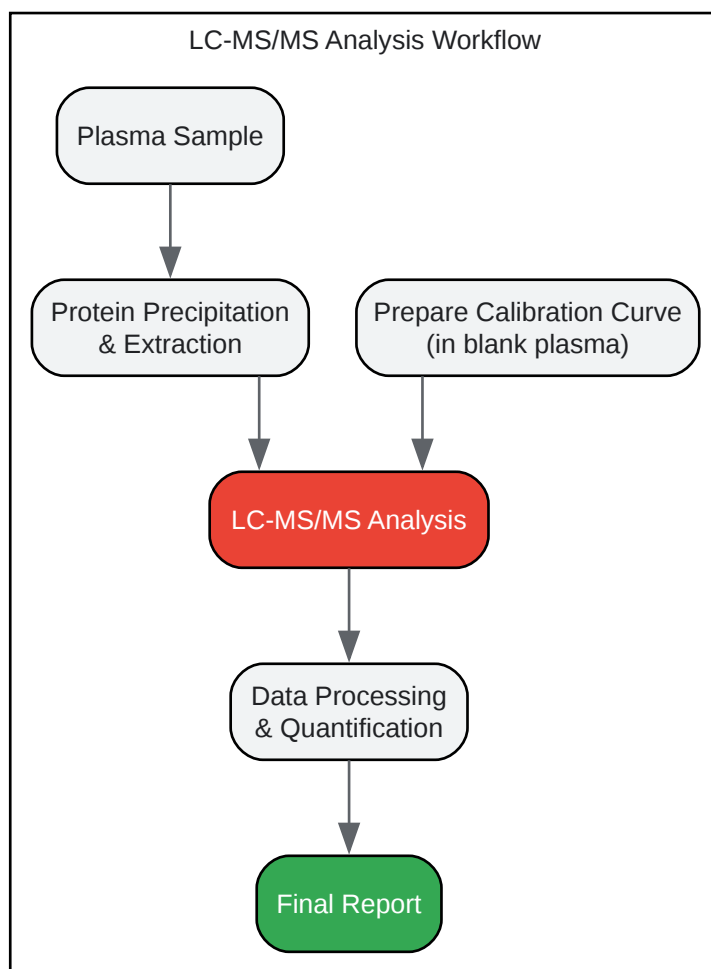 LC-MS/MS Analysis Workflow
Plasma Sample
Protein Precipitation
& Extraction
Prepare Calibration Curve
(in blank plasma)
LC-MS/MS Analysis
Data Processing
& Quantification
Final Report